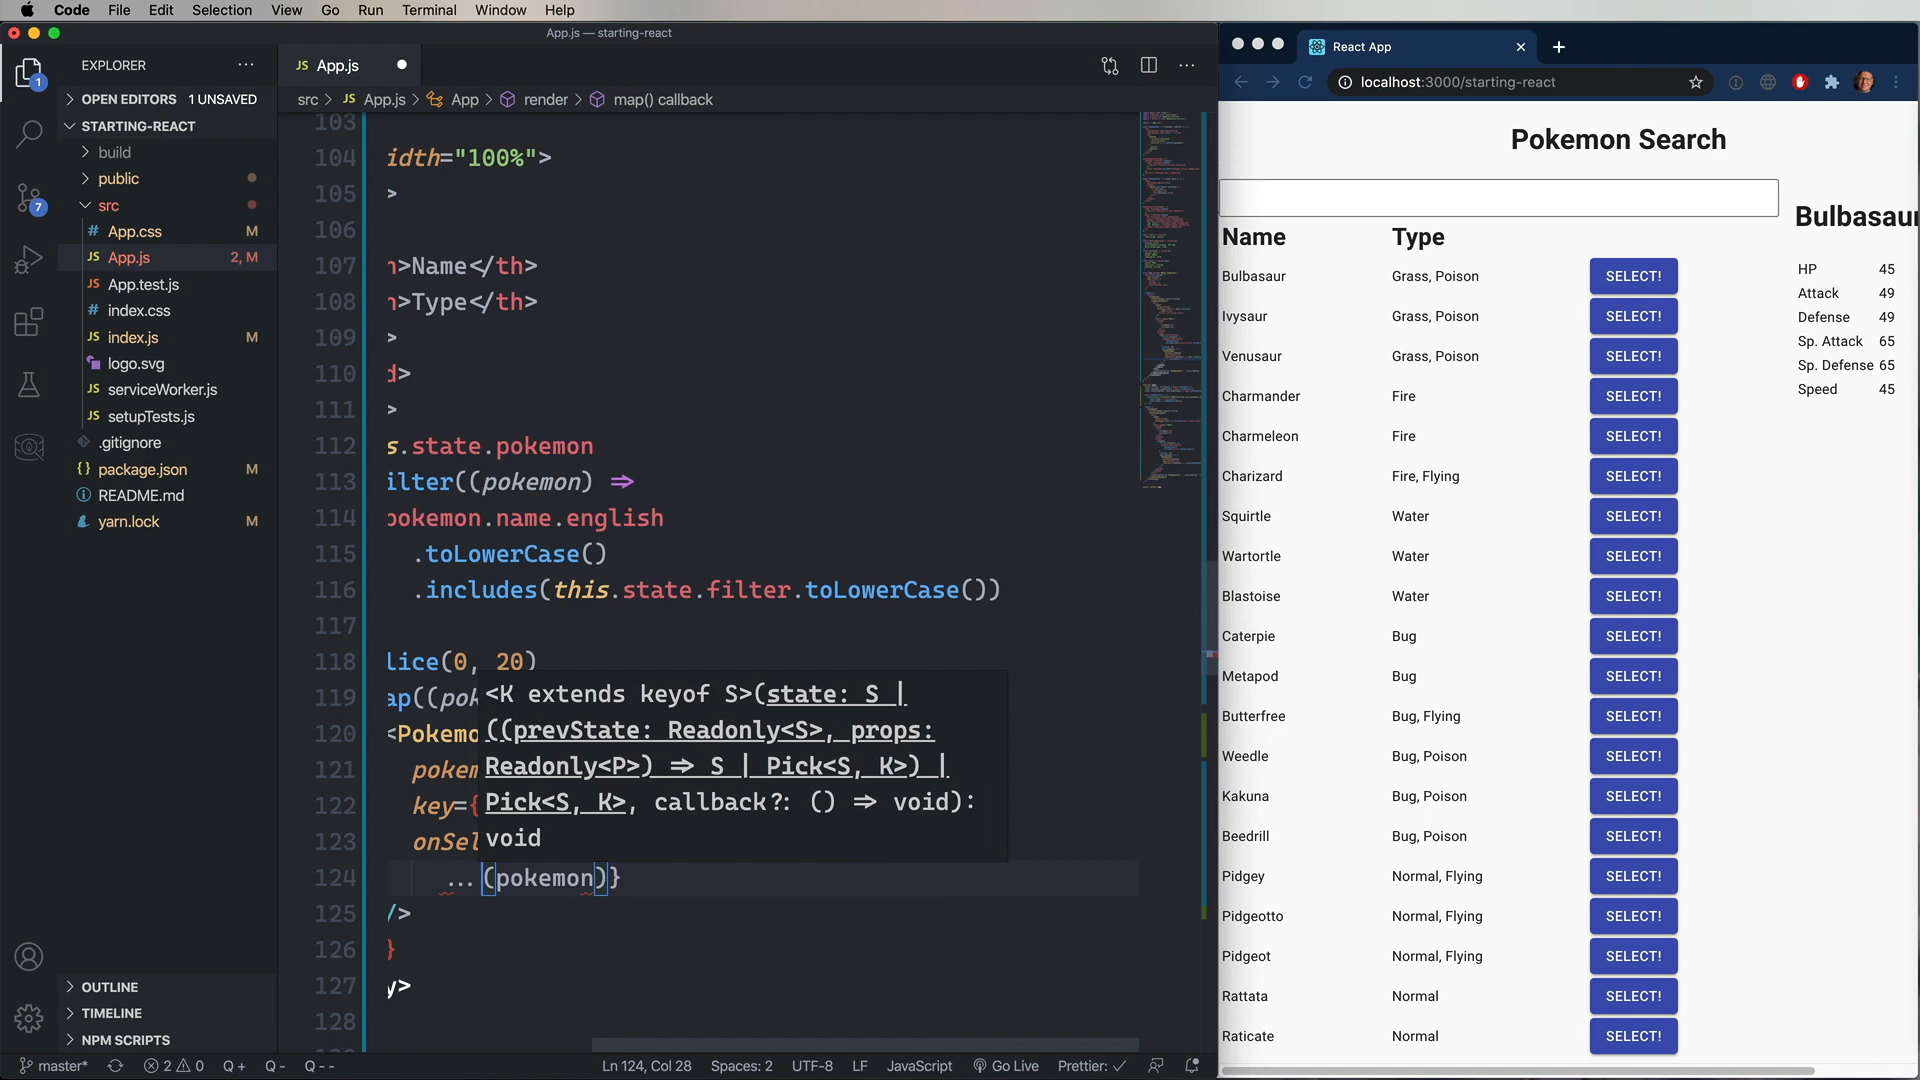 Code File Edit Selection View Go Run Terminal Window Help
App.js — starting-react
EXPLORER
OPEN EDITORS 1 UNSAVED
STARTING-REACT
build
public
src
# App.css M
JS App.js 2, M
JS App.test.js
# index.css
JS index.js M
logo.svg
JS serviceWorker.js
JS setupTests.js
.gitignore
{} package.json M
README.md
yarn.lock M
OUTLINE
TIMELINE
NPM SCRIPTS
1
7
JS App.js
src > JS App.js > App > render > map() callback
103
104 idth="100%">
105 >
106
107 >Name</th>
108 >Type</th>
109 >
110 d>
111 >
112 s.state.pokemon
113 ilter((pokemon) =>
114 pokemon.name.english
115 .toLowerCase()
116 .includes(this.state.filter.toLowerCase())
117
118 lice(0, 20)
119 ap((pok
120 <Pokemo
121 pokem
122 key={
123 onSel
124 ...(pokemon)}
125 />
126 }
127 y>
128
<K extends keyof S>(state: S |
((prevState: Readonly<S>, props:
Readonly<P>) => S | Pick<S, K>) |
Pick<S, K>, callback?: () => void):
void
master* 2 0 Q + Q - Q -- Ln 124, Col 28 Spaces: 2 UTF-8 LF JavaScript Go Live Prettier: ✓
React App
localhost:3000/starting-react
Pokemon Search
Name Type
Bulbasaur Grass, Poison SELECT!
Ivysaur Grass, Poison SELECT!
Venusaur Grass, Poison SELECT!
Charmander Fire SELECT!
Charmeleon Fire SELECT!
Charizard Fire, Flying SELECT!
Squirtle Water SELECT!
Wartortle Water SELECT!
Blastoise Water SELECT!
Caterpie Bug SELECT!
Metapod Bug SELECT!
Butterfree Bug, Flying SELECT!
Weedle Bug, Poison SELECT!
Kakuna Bug, Poison SELECT!
Beedrill Bug, Poison SELECT!
Pidgey Normal, Flying SELECT!
Pidgeotto Normal, Flying SELECT!
Pidgeot Normal, Flying SELECT!
Rattata Normal SELECT!
Raticate Normal SELECT!
Bulbasaur
HP 45
Attack 49
Defense 49
Sp. Attack 65
Sp. Defense 65
Speed 45